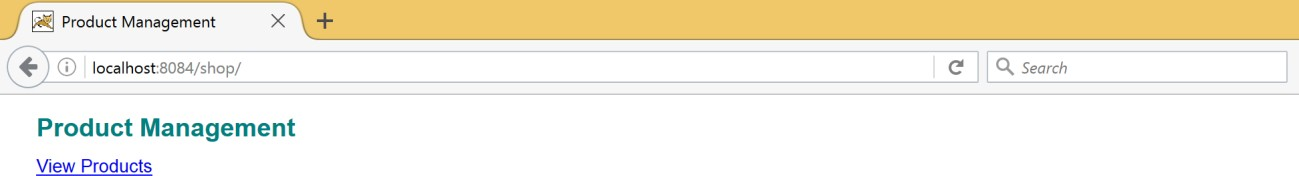 Product Management
localhost:8084/shop/
Search
Product Management
View Products